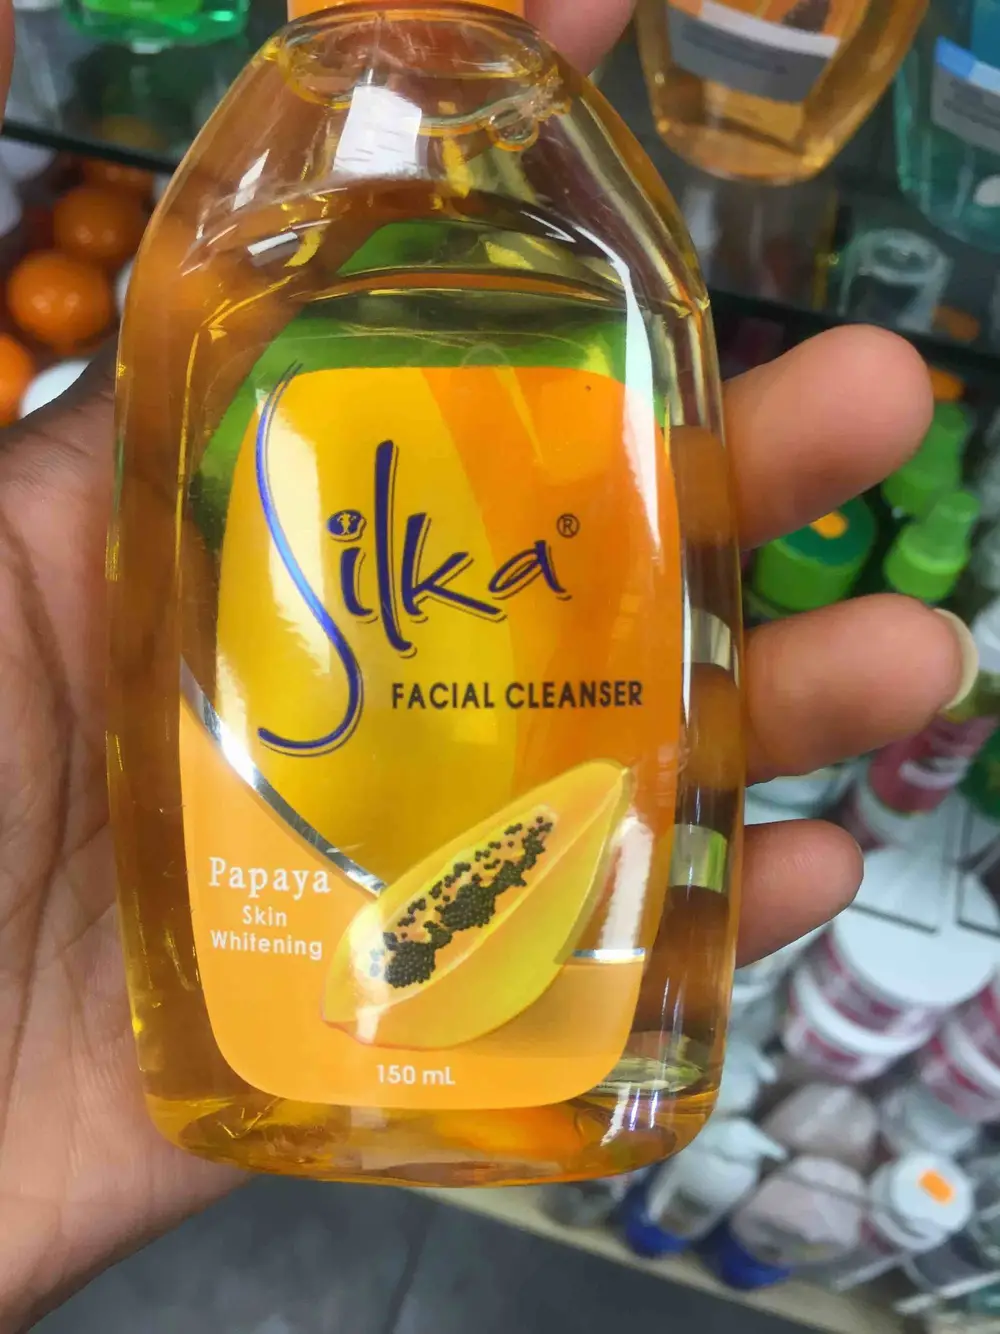 Silka®
FACIAL CLEANSER
Papaya
Skin
Whitening
150 mL